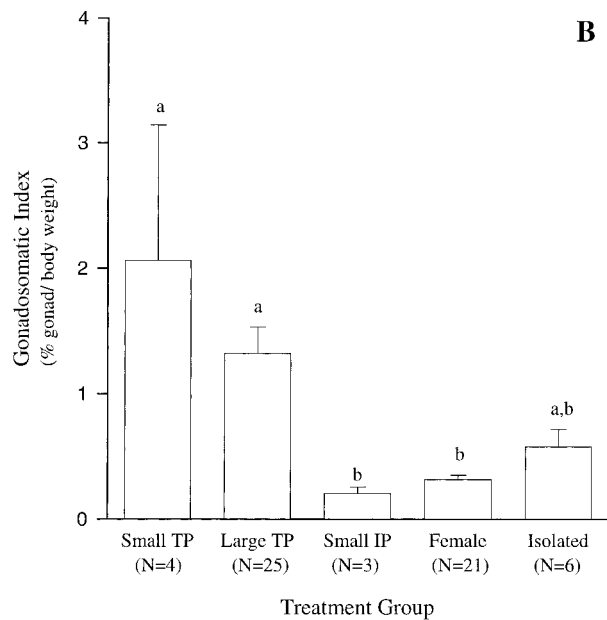 B
4
3
2
1
0
Gonadosomatic Index
(% gonad/ body weight)
a
a
b
b
a,b
Small TP Large TP Small IP Female Isolated
(N=4) (N=25) (N=3) (N=21) (N=6)
Treatment Group